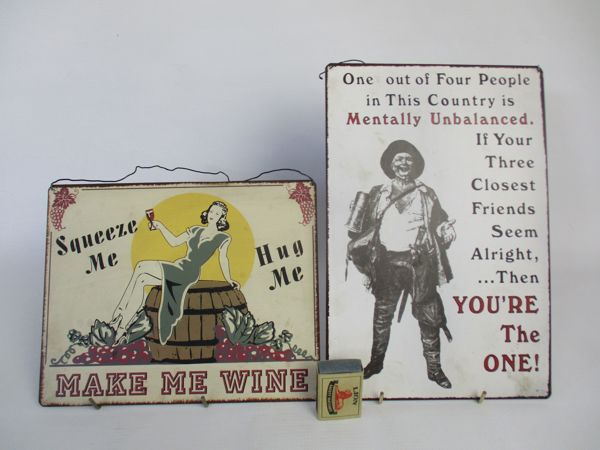 Squeeze
Me
Hug
Me
MAKE ME WINE
One out of Four People
in This Country is
Mentally Unbalanced.
If Your
Three
Closest
Friends
Seem
Alright,
...Then
YOU'RE
The
ONE!
LION